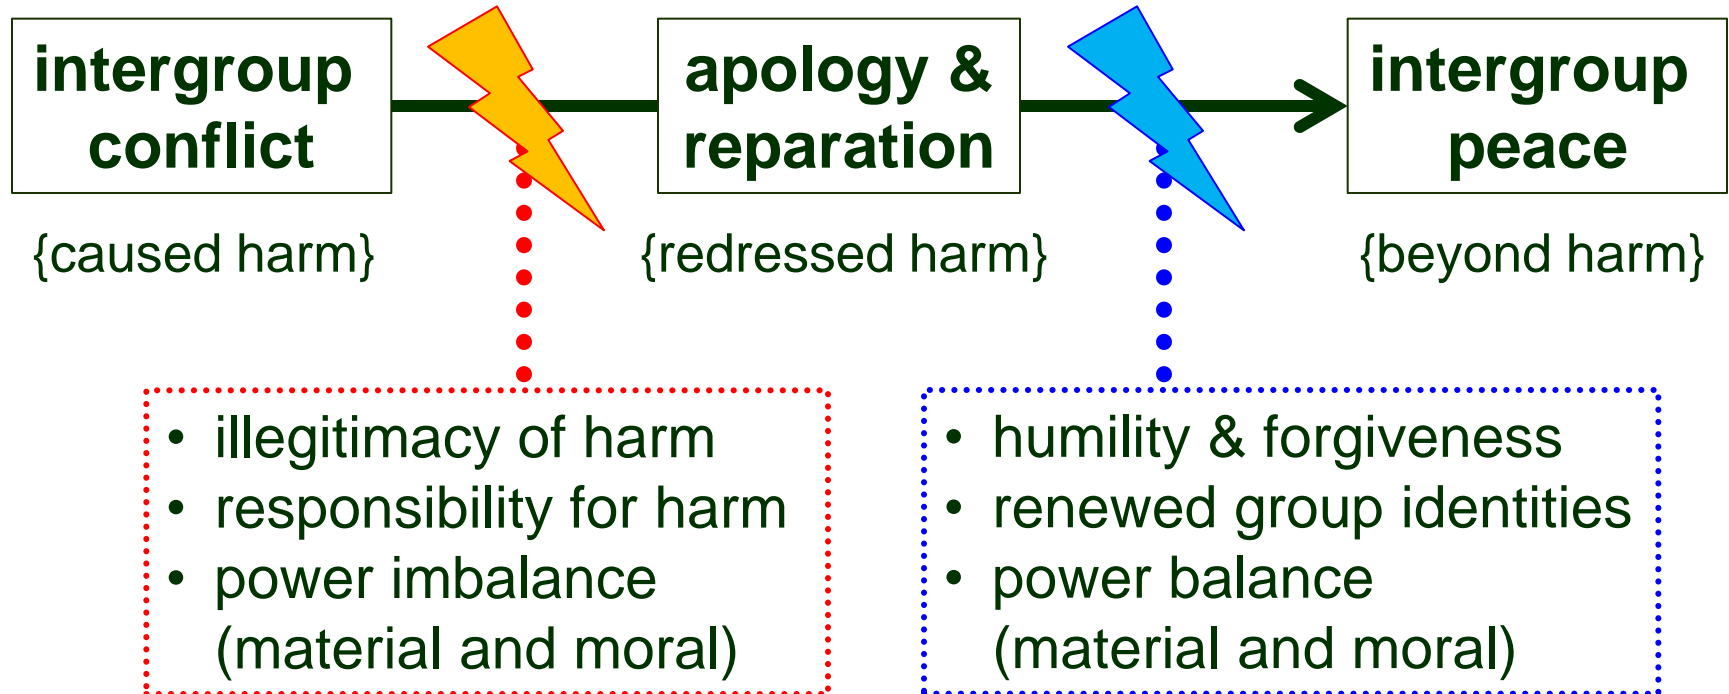 intergroup
conflict
apology &
reparation
intergroup
peace
{caused harm}
{redressed harm}
{beyond harm}
• illegitimacy of harm
• responsibility for harm
• power imbalance
(material and moral)
• humility & forgiveness
• renewed group identities
• power balance
(material and moral)